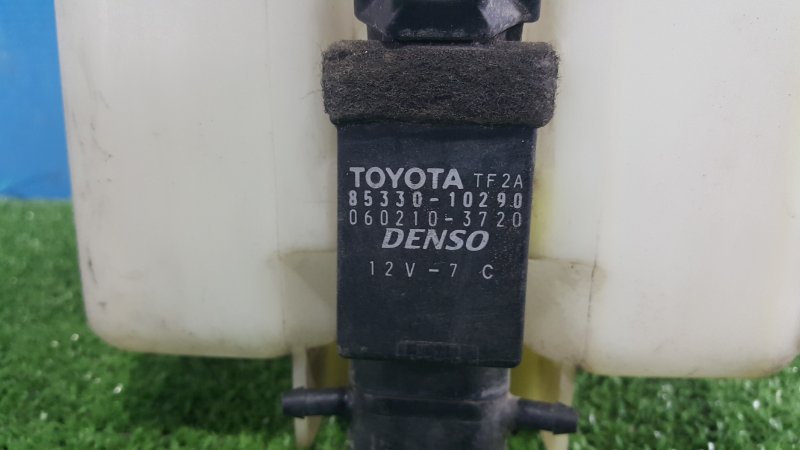 TOYOTA TF2A
85330-10290
060210-3720
DENSO
12V-7 C